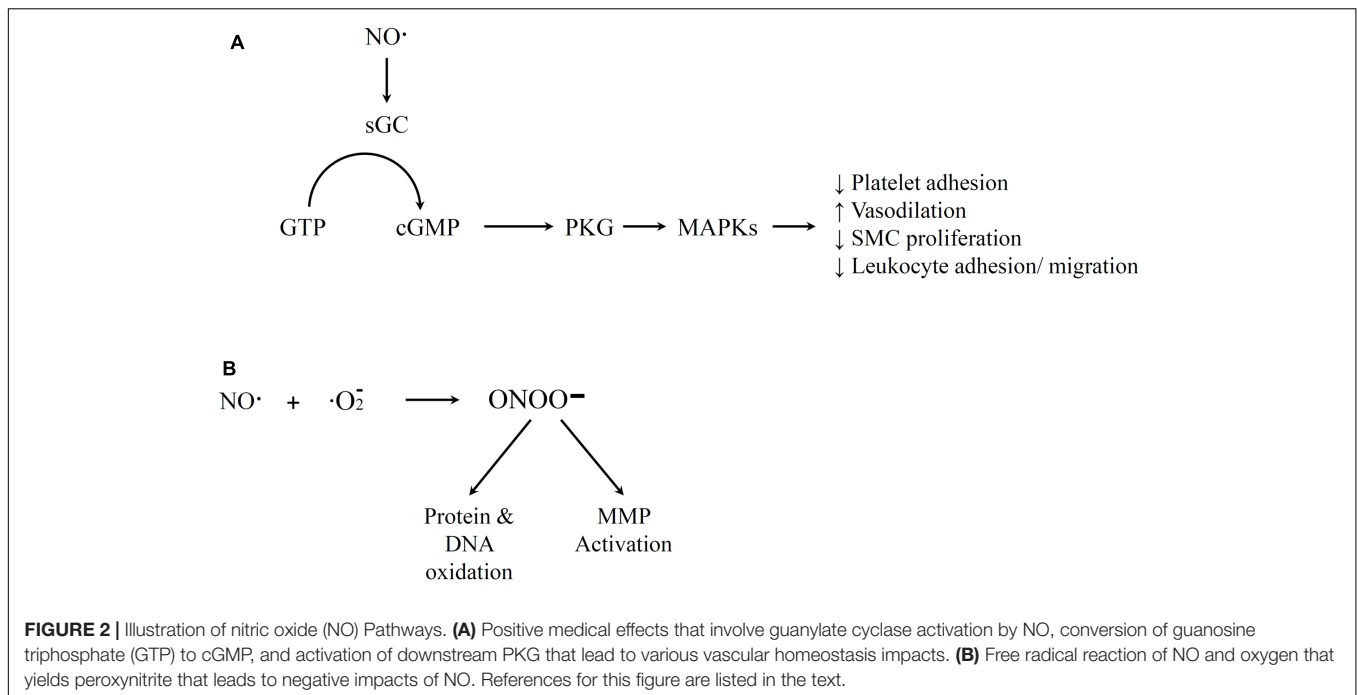 A
NO·
sGC
GTP cGMP PKG MAPKs
↓ Platelet adhesion
↑ Vasodilation
↓ SMC proliferation
↓ Leukocyte adhesion/ migration
B
NO· + ·O₂⁻ ONOO⁻
Protein &
DNA
oxidation
MMP
Activation
FIGURE 2 | Illustration of nitric oxide (NO) Pathways. (A) Positive medical effects that involve guanylate cyclase activation by NO, conversion of guanosine
triphosphate (GTP) to cGMP, and activation of downstream PKG that lead to various vascular homeostasis impacts. (B) Free radical reaction of NO and oxygen that
yields peroxynitrite that leads to negative impacts of NO. References for this figure are listed in the text.